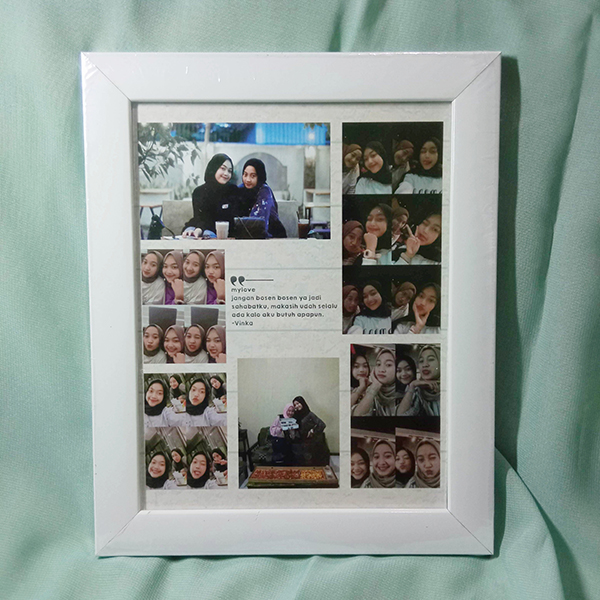 mylove
jangan bosen bosen ya jadi
sahabatku, makasih udah selalu
ada kalo aku butuh apapun.
-Vinka